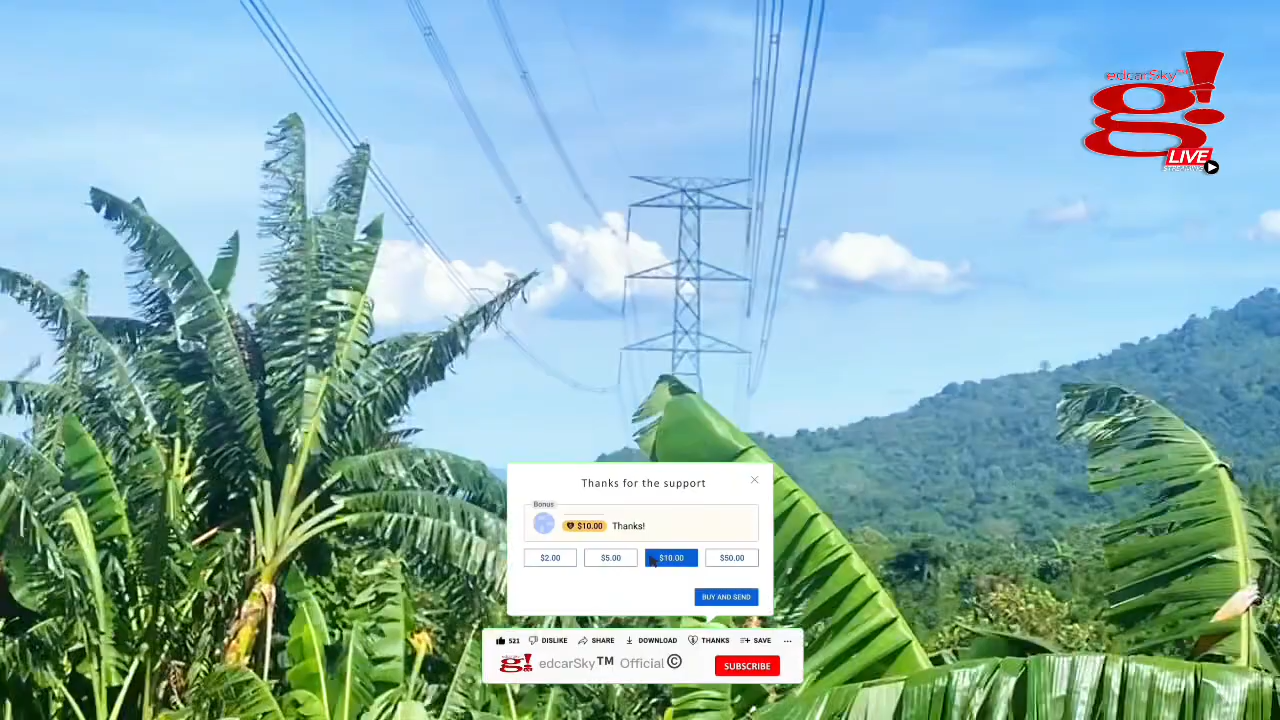 edcarSky™
g!
LIVE
STREAMING
Thanks for the support
Bonus
$10.00 Thanks!
$2.00 $5.00 $10.00 $50.00
BUY AND SEND
521 DISLIKE SHARE DOWNLOAD THANKS SAVE ...
g! edcarSky™ Official © SUBSCRIBE